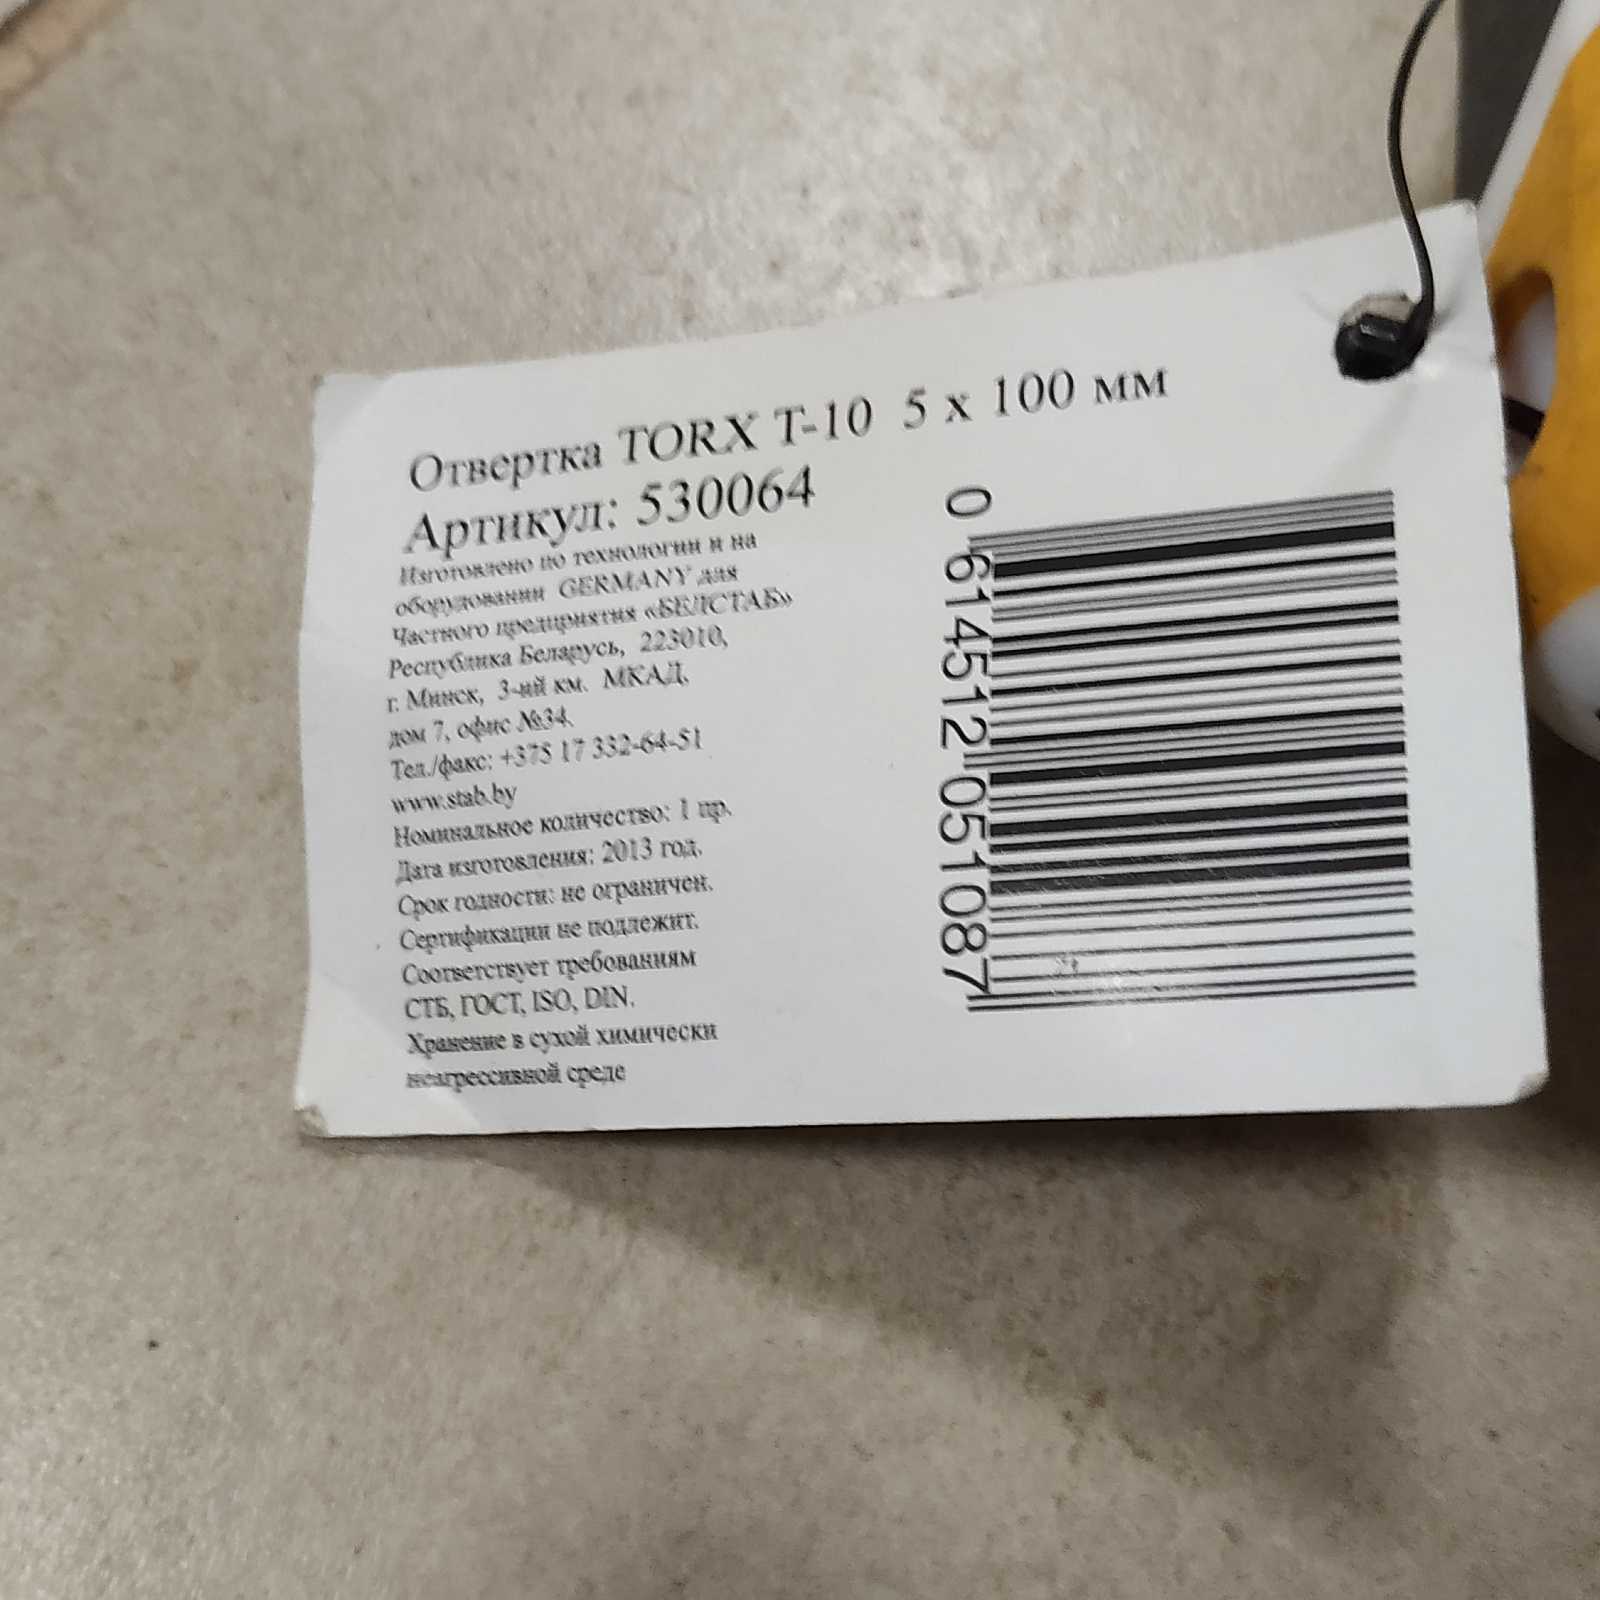 Отвертка TORX T-10 5 x 100 мм
Артикул: 530064
Изготовлено по технологии и на
оборудовании GERMANY для
Частного предприятия «БЕЛСТАБ»
Республика Беларусь, 223010,
г. Минск, 3-ий км. МКАД,
дом 7, офис №34.
Тел./факс: +375 17 332-64-51
www.stab.by
Номинальное количество: 1 пр.
Дата изготовления: 2013 год.
Срок годности: не ограничен.
Сертификации не подлежит.
Соответствует требованиям
СТБ, ГОСТ, ISO, DIN.
Хранение в сухой химически
неагрессивной среде
0 614512 051087